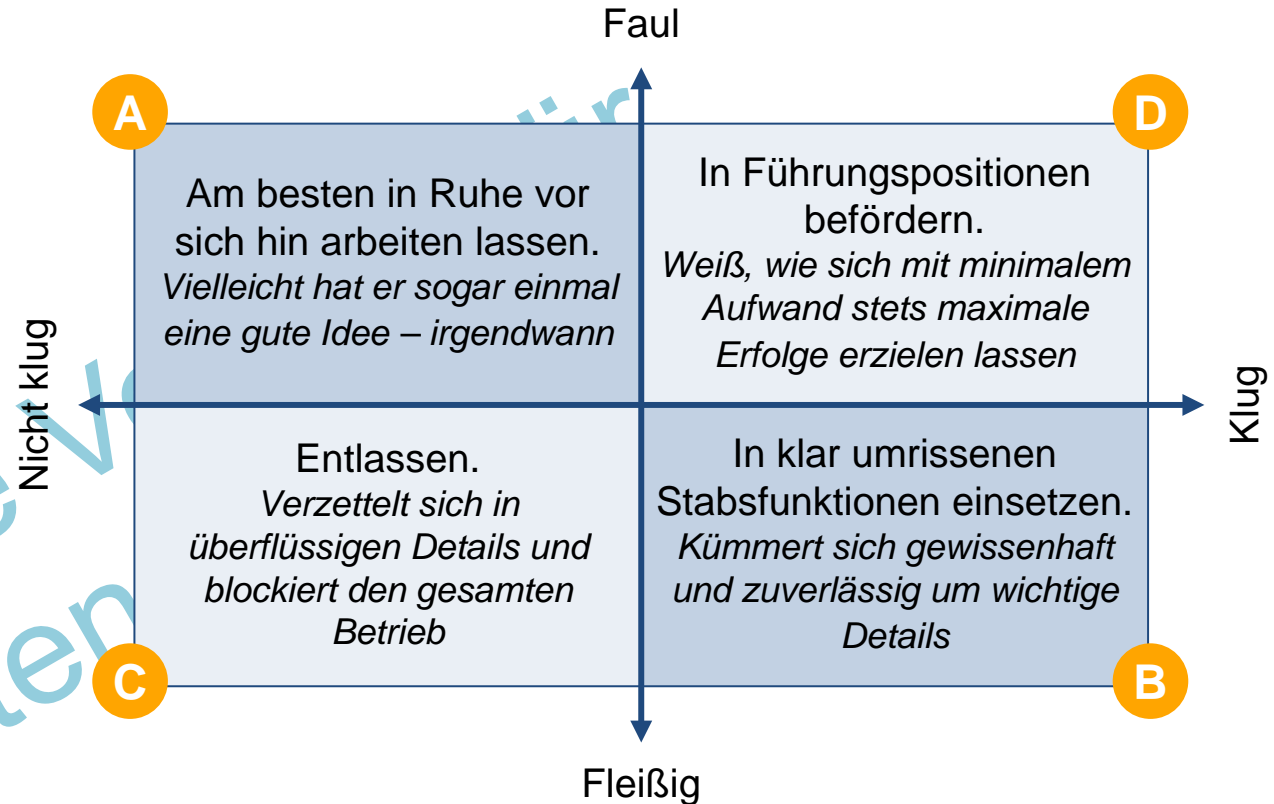 Faul
A
D
Am besten in Ruhe vor
sich hin arbeiten lassen.
Vielleicht hat er sogar einmal
eine gute Idee – irgendwann
In Führungspositionen
befördern.
Weiß, wie sich mit minimalem
Aufwand stets maximale
Erfolge erzielen lassen
Nicht klug
Klug
Entlassen.
Verzettelt sich in
überflüssigen Details und
blockiert den gesamten
Betrieb
In klar umrissenen
Stabsfunktionen einsetzen.
Kümmert sich gewissenhaft
und zuverlässig um wichtige
Details
C
B
Fleißig